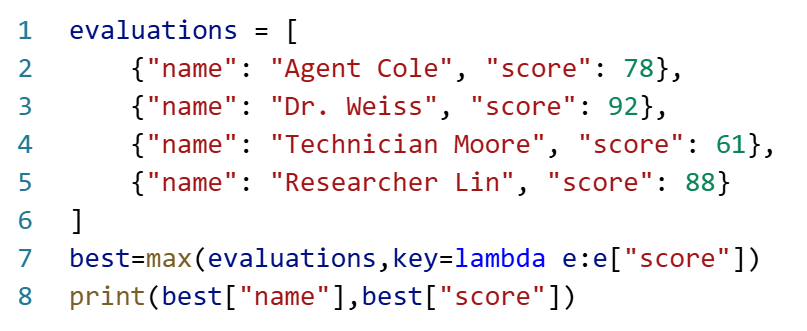 1 evaluations = [
2     {"name": "Agent Cole", "score": 78},
3     {"name": "Dr. Weiss", "score": 92},
4     {"name": "Technician Moore", "score": 61},
5     {"name": "Researcher Lin", "score": 88}
6 ]
7 best=max(evaluations,key=lambda e:e["score"])
8 print(best["name"],best["score"])